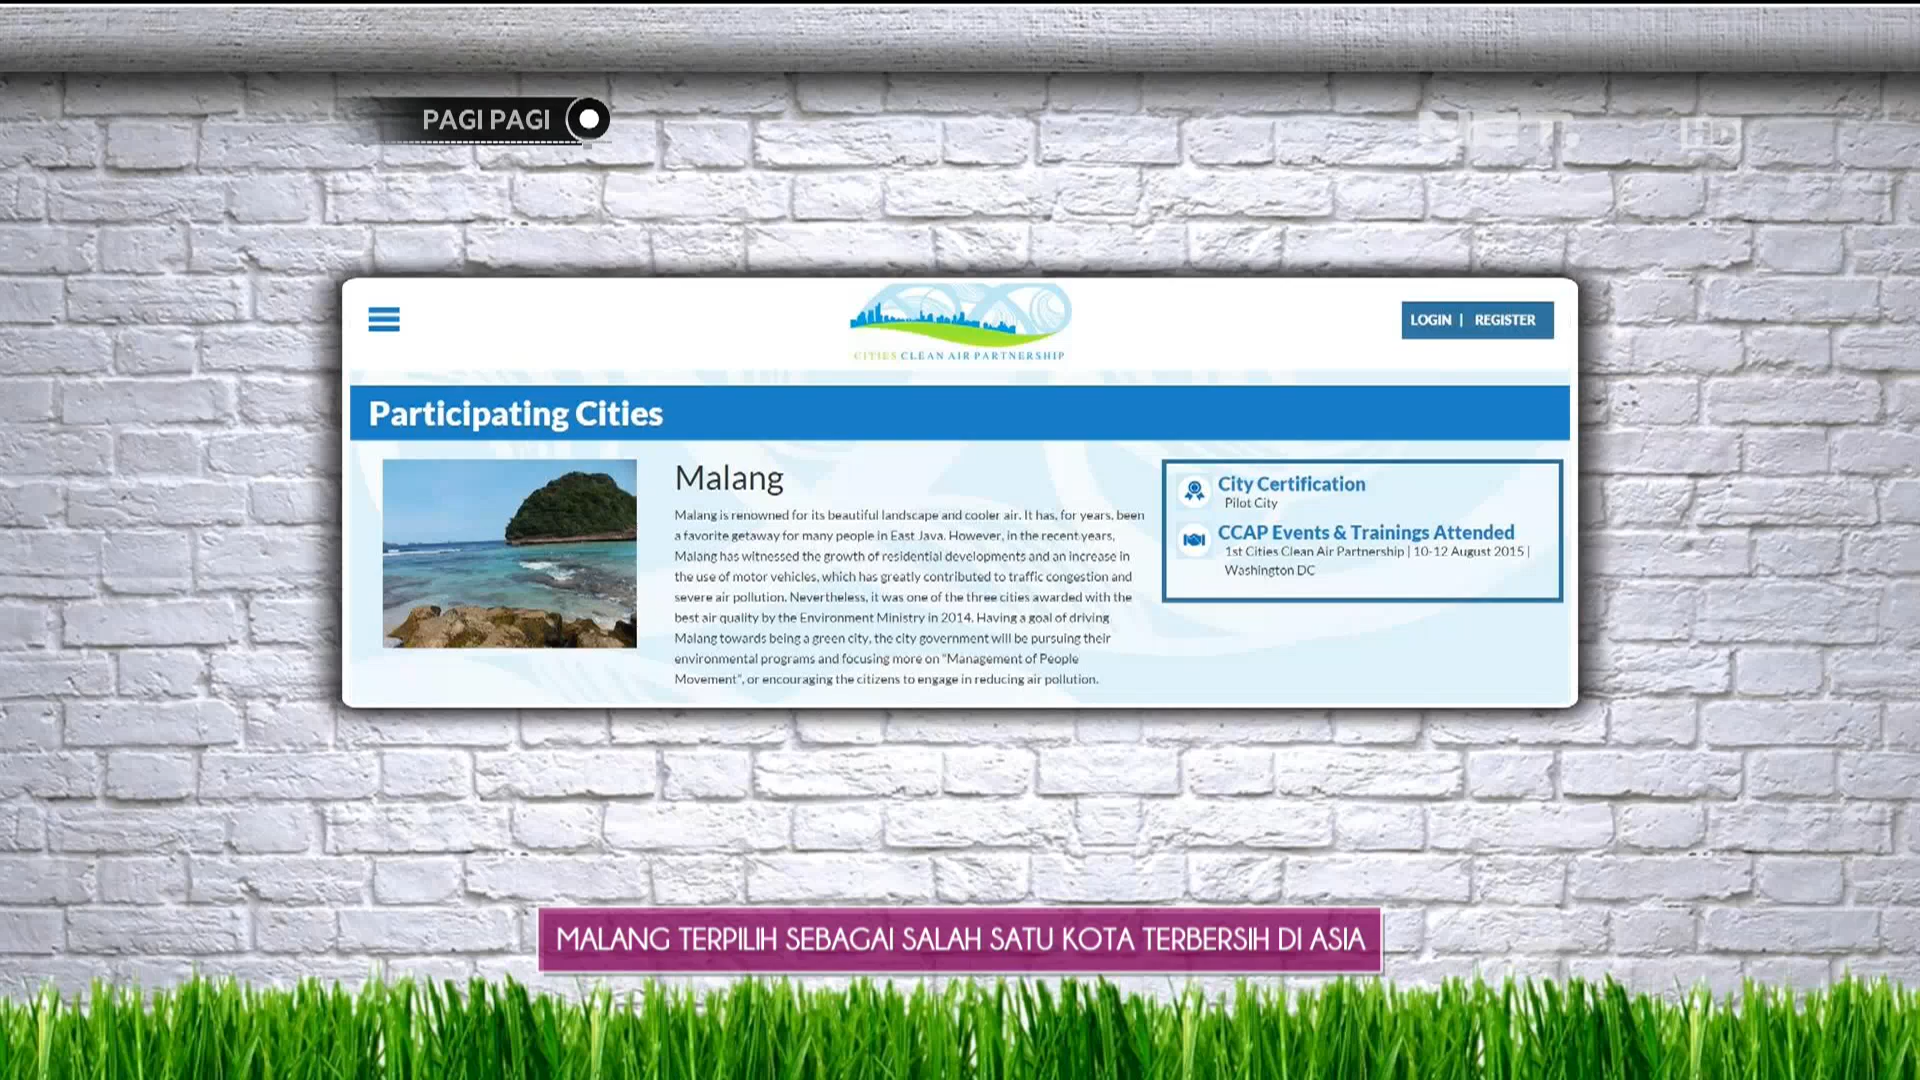 PAGI PAGI
NET.
HD
CITIES CLEAN AIR PARTNERSHIP
LOGIN | REGISTER
Participating Cities
Malang
Malang is renowned for its beautiful landscape and cooler air. It has, for years, been
a favorite getaway for many people in East Java. However, in the recent years,
Malang has witnessed the growth of residential developments and an increase in
the use of motor vehicles, which has greatly contributed to traffic congestion and
severe air pollution. Nevertheless, it was one of the three cities awarded with the
best air quality by the Environment Ministry in 2014. Having a goal of driving
Malang towards being a green city, the city government will be pursuing their
environmental programs and focusing more on "Management of People
Movement", or encouraging the citizens to engage in reducing air pollution.
City Certification
Pilot City
CCAP Events & Trainings Attended
1st Cities Clean Air Partnership | 10-12 August 2015 |
Washington DC
MALANG TERPILIH SEBAGAI SALAH SATU KOTA TERBERSIH DI ASIA